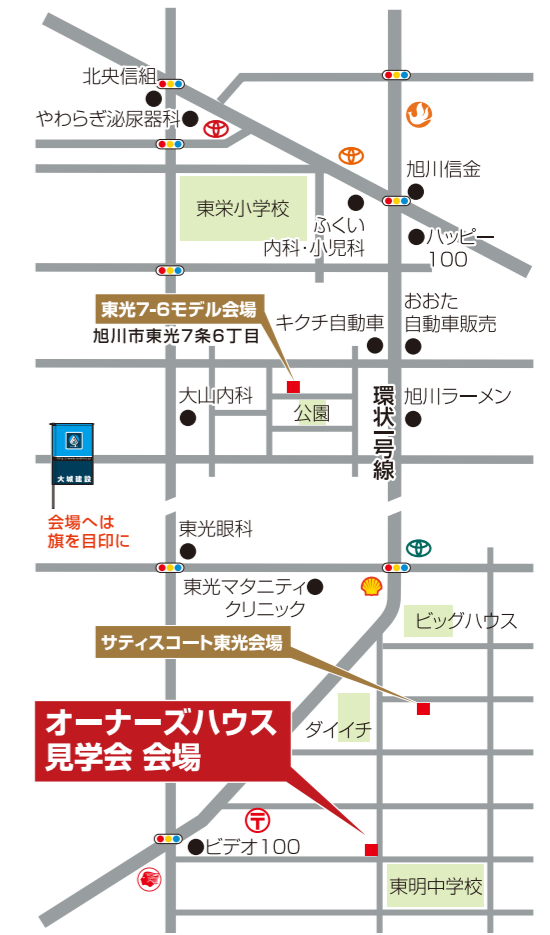 北央信組
やわらぎ泌尿器科
旭川信金
東栄小学校
ふくい
内科・小児科
ハッピー
100
東光7-6モデル会場
旭川市東光7条6丁目
キクチ自動車
おおた
自動車販売
大山内科
公園
環状1号線
旭川ラーメン
大城建設
会場へは
旗を目印に
東光眼科
東光マタニティ
クリニック
ビッグハウス
サティスコート東光会場
オーナーズハウス
見学会 会場
ダイイチ
ビデオ100
東明中学校